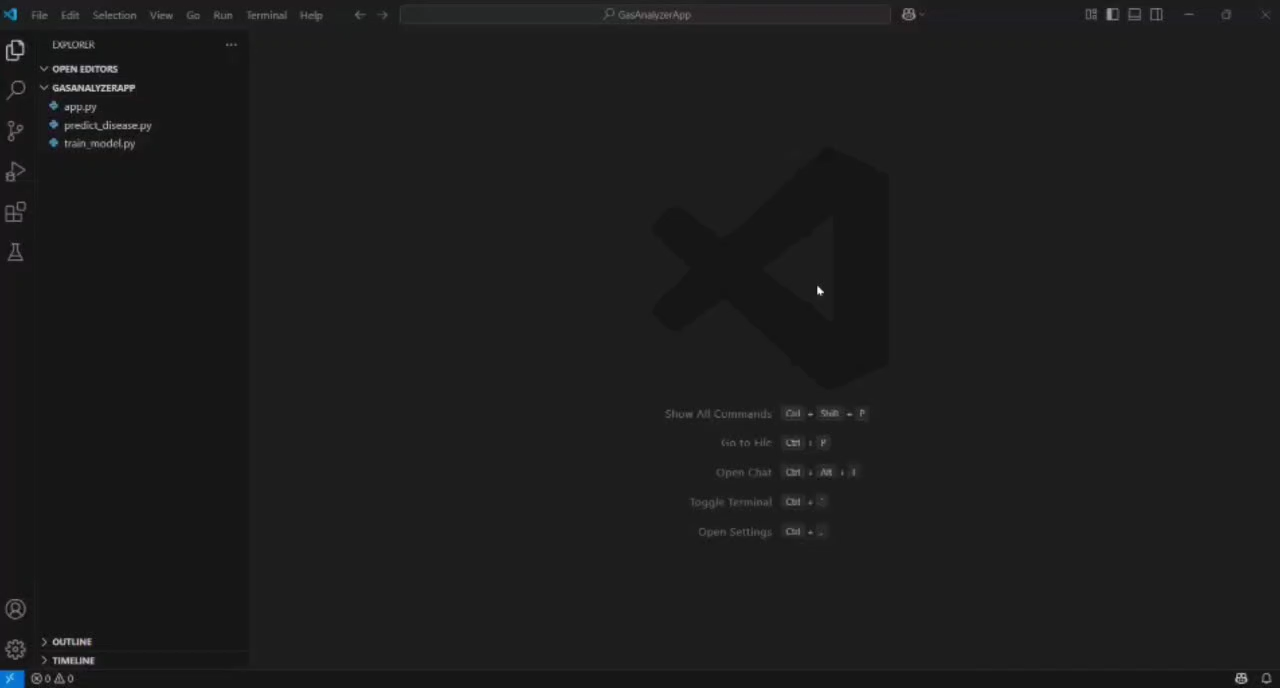 File Edit Selection View Go Run Terminal Help
GasAnalyzerApp
EXPLORER
OPEN EDITORS
GASANALYZERAPP
app.py
predict_disease.py
train_model.py
Show All Commands Ctrl + Shift + P
Go to File Ctrl + P
Open Chat Ctrl + Alt + I
Toggle Terminal Ctrl + `
Open Settings Ctrl + ,
OUTLINE
TIMELINE
0 0